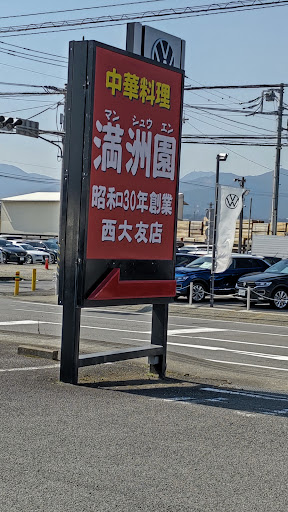 中華料理
マン シュウ エン
満洲園
昭和30年創業
西大友店